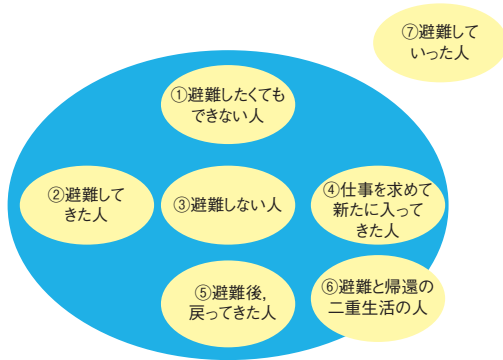 ⑦避難して
いった人
①避難したくても
できない人
②避難して
きた人
③避難しない人
④仕事を求めて
新たに入って
きた人
⑤避難後,
戻ってきた人
⑥避難と帰還の
二重生活の人